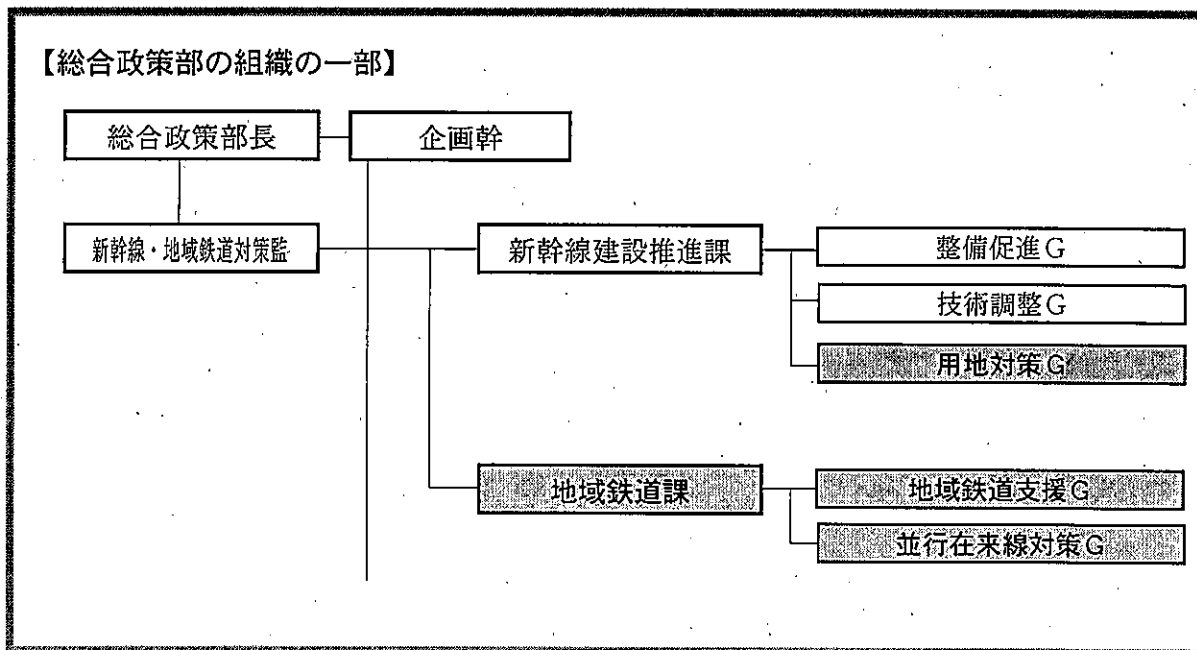 【総合政策部の組織の一部】
総合政策部長
企画幹
新幹線・地域鉄道対策監
新幹線建設推進課
整備促進G
技術調整G
用地対策G
地域鉄道課
地域鉄道支援G
並行在来線対策G